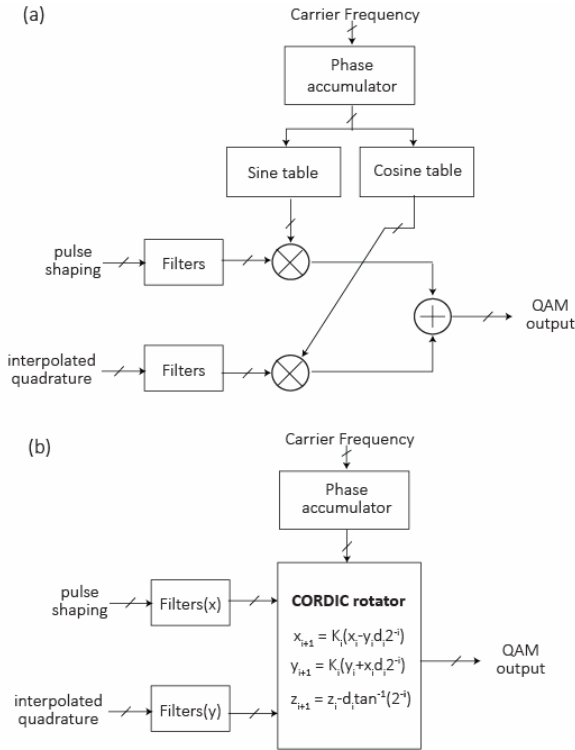 (a)
Carrier Frequency
Phase
accumulator
Sine table
Cosine table
pulse
shaping
Filters
QAM
output
interpolated
quadrature
Filters
(b)
Carrier Frequency
Phase
accumulator
pulse
shaping
Filters(x)
CORDIC rotator
xᵢ₊₁ = Kᵢ(xᵢ-yᵢdᵢ2⁻ⁱ)
yᵢ₊₁ = Kᵢ(yᵢ+xᵢdᵢ2⁻ⁱ)
zᵢ₊₁ = zᵢ-dᵢtan⁻¹(2⁻ⁱ)
QAM
output
interpolated
quadrature
Filters(y)